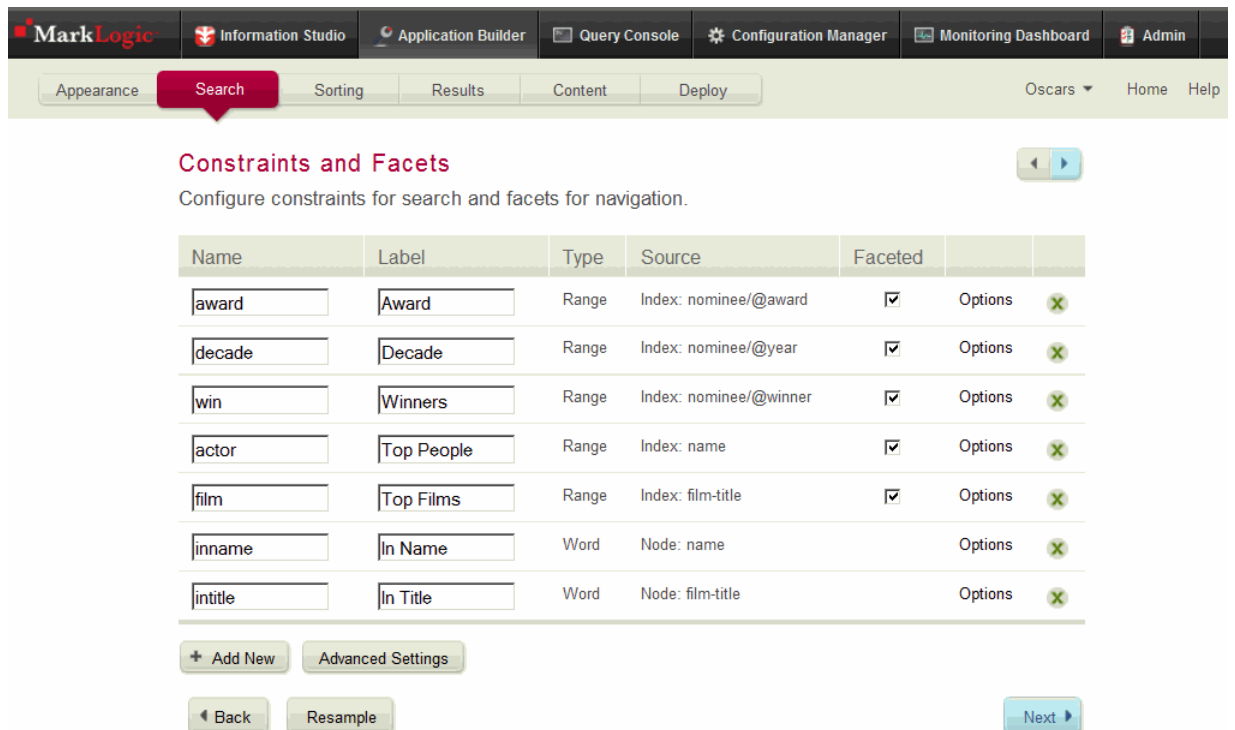 MarkLogic Information Studio Application Builder Query Console Configuration Manager Monitoring Dashboard Admin
Appearance Search Sorting Results Content Deploy Oscars Home Help
Constraints and Facets
Configure constraints for search and facets for navigation.
Name Label Type Source Faceted
award Award Range Index: nominee/@award Options
decade Decade Range Index: nominee/@year Options
win Winners Range Index: nominee/@winner Options
actor Top People Range Index: name Options
film Top Films Range Index: film-title Options
inname In Name Word Node: name Options
intitle In Title Word Node: film-title Options
+ Add New Advanced Settings
Back Resample Next